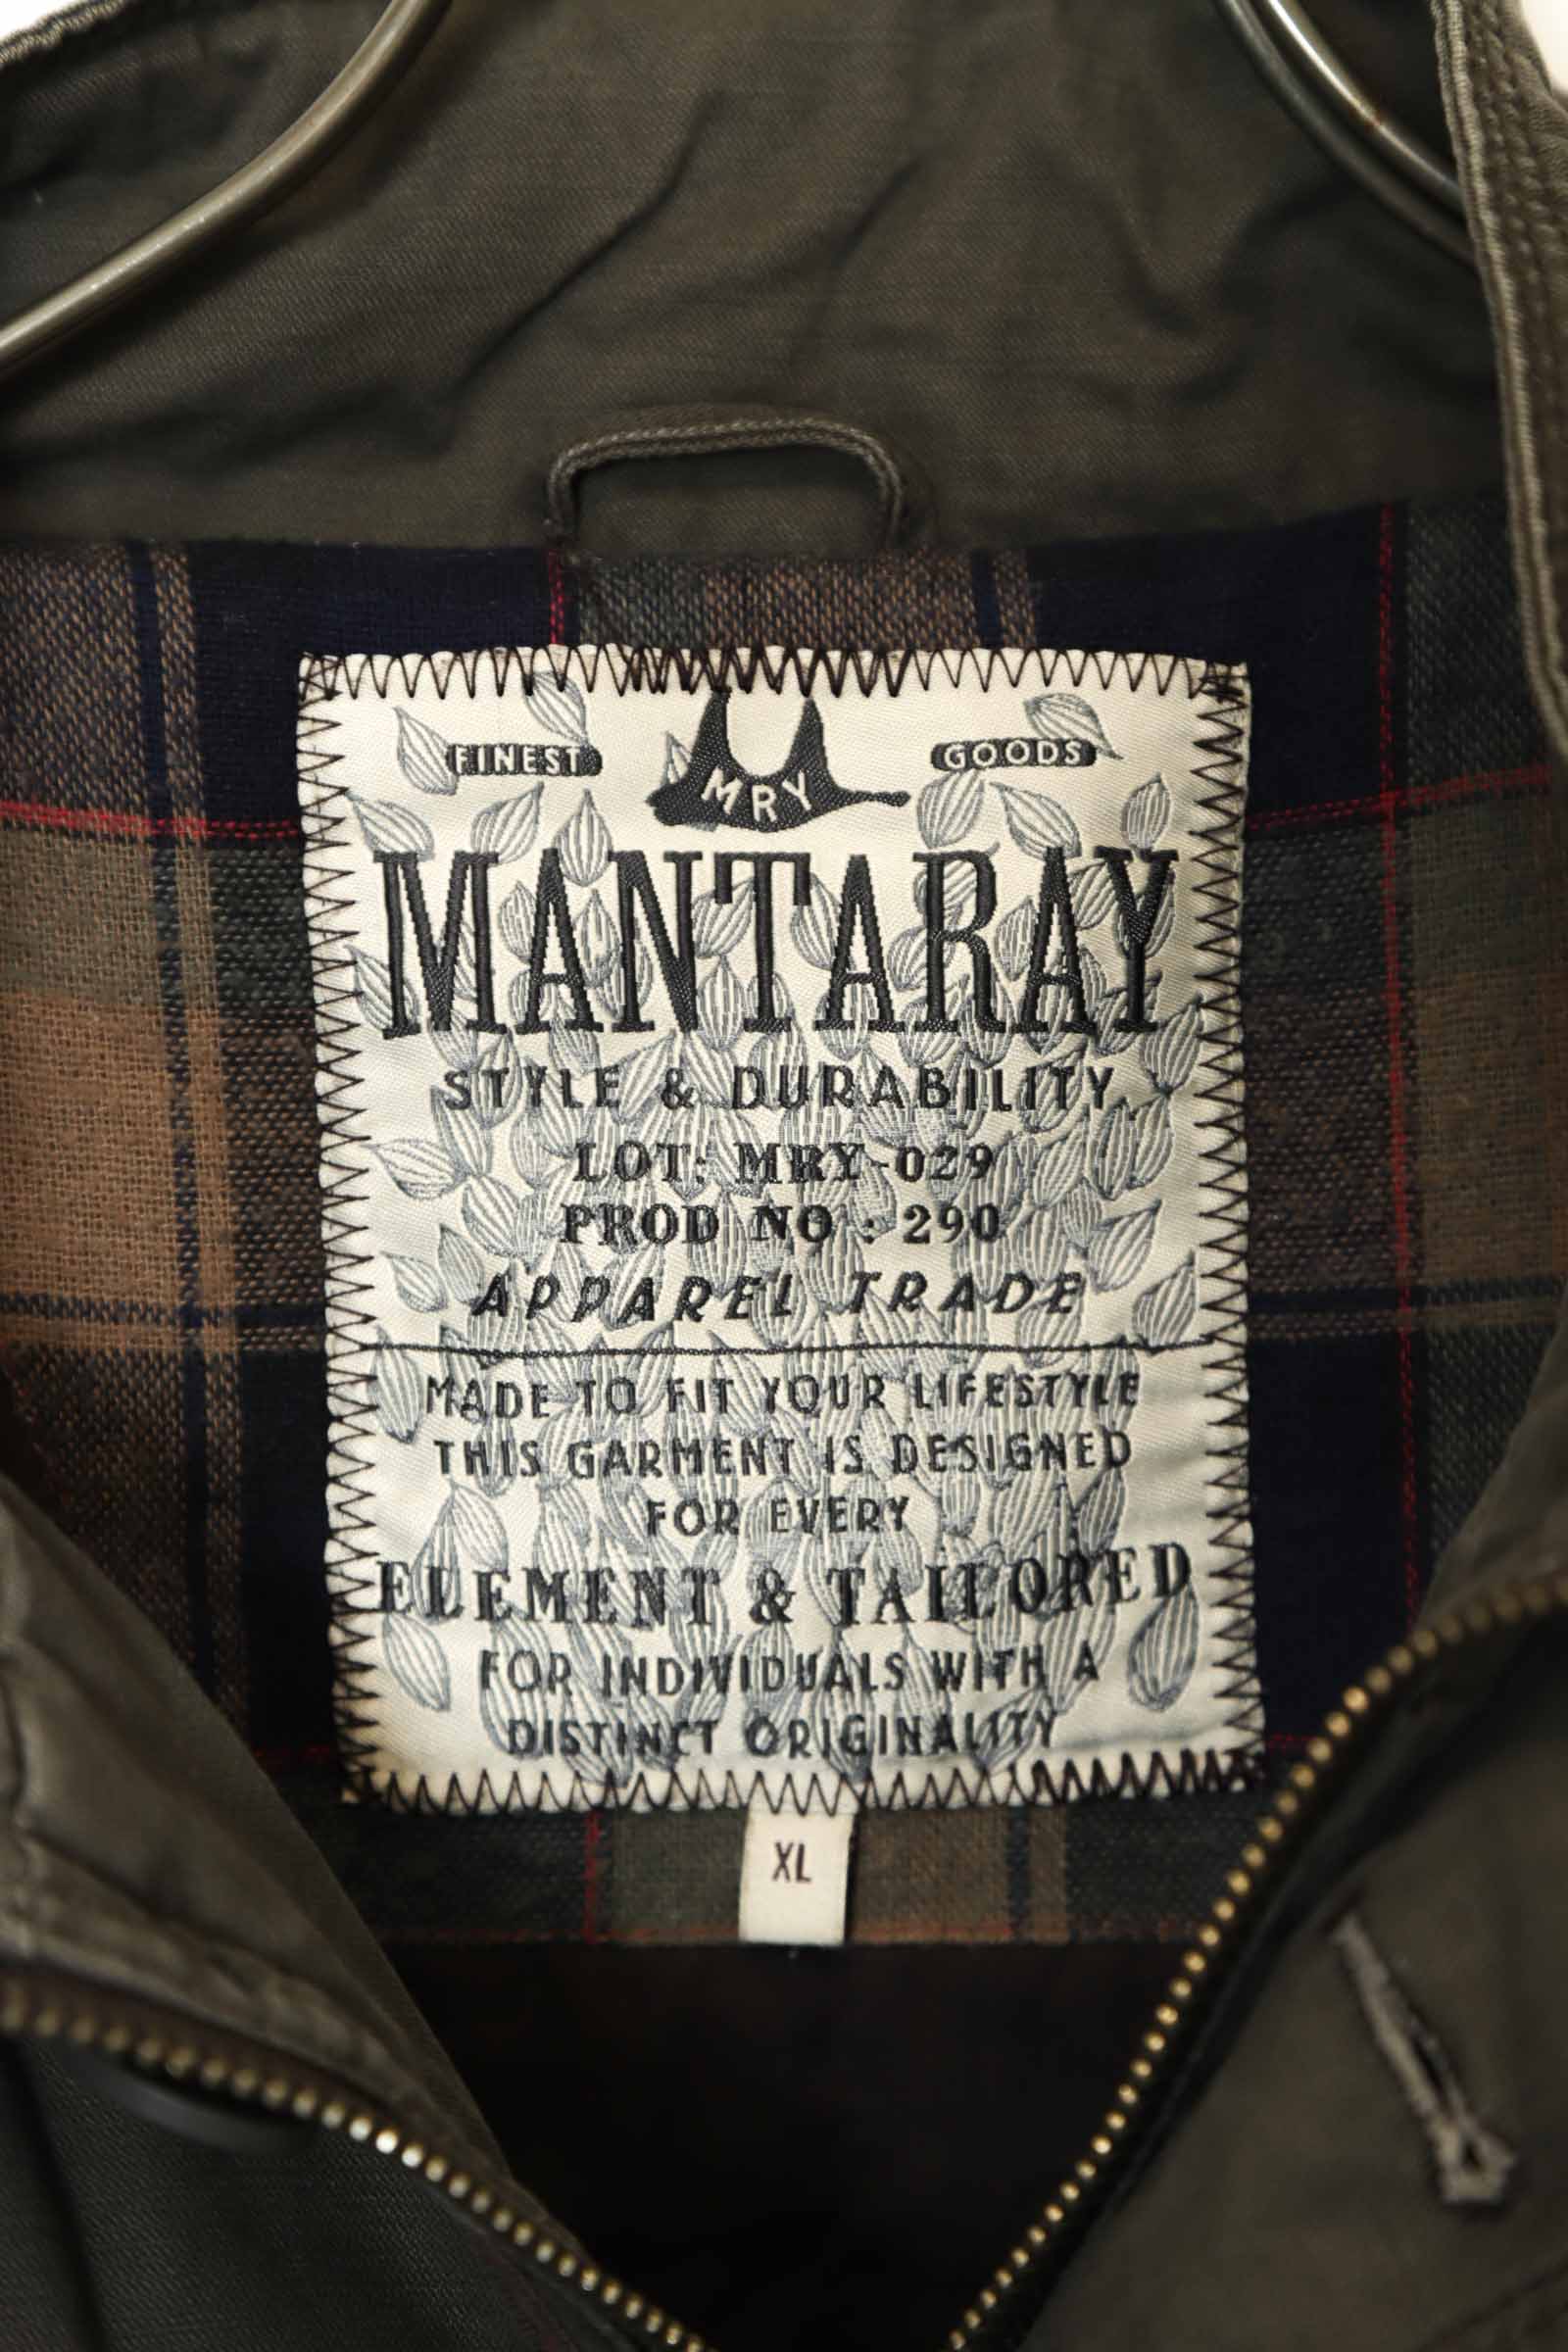 FINEST
GOODS
MRY
MANTARAY
STYLE & DURABILITY
LOT: MRY-029
PROD NO : 290
APPAREL TRADE
MADE TO FIT YOUR LIFESTYLE
THIS GARMENT IS DESIGNED
FOR EVERY
ELEMENT & TAILORED
FOR INDIVIDUALS WITH A
DISTINCT ORIGINALITY
XL